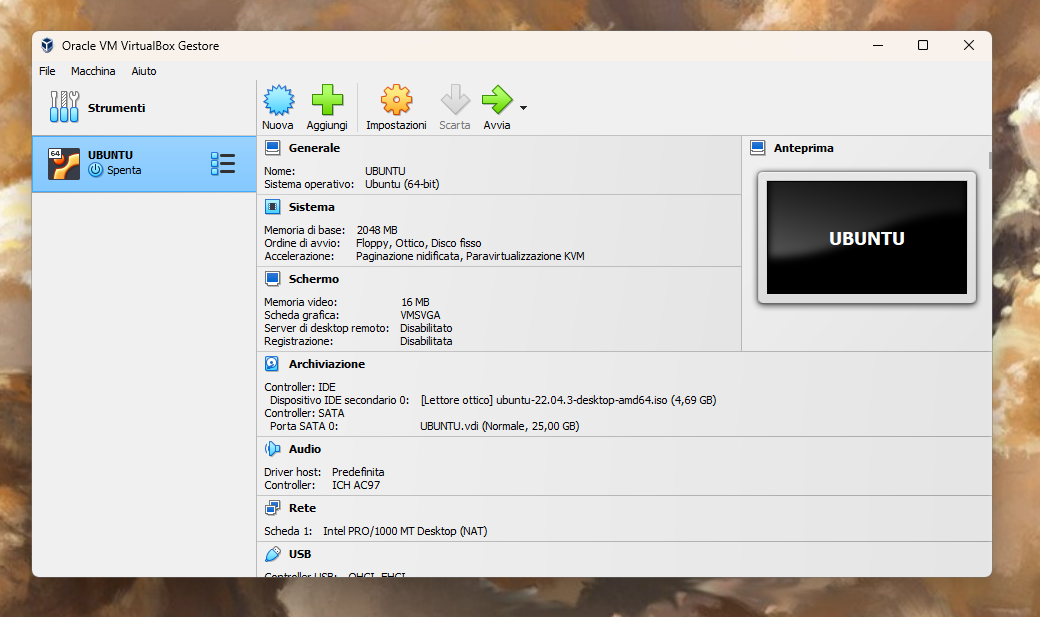 Oracle VM VirtualBox Gestore
File Macchina Aiuto
Strumenti
Nuova Aggiungi Impostazioni Scarta Avvia
64
UBUNTU
Spenta
Generale
Nome: UBUNTU
Sistema operativo: Ubuntu (64-bit)
Sistema
Memoria di base: 2048 MB
Ordine di avvio: Floppy, Ottico, Disco fisso
Accelerazione: Paginazione nidificata, Paravirtualizzazione KVM
Schermo
Memoria video: 16 MB
Scheda grafica: VMSVGA
Server di desktop remoto: Disabilitato
Registrazione: Disabilitata
Anteprima
UBUNTU
Archiviazione
Controller: IDE
Dispositivo IDE secondario 0: [Lettore ottico] ubuntu-22.04.3-desktop-amd64.iso (4,69 GB)
Controller: SATA
Porta SATA 0: UBUNTU.vdi (Normale, 25,00 GB)
Audio
Driver host: Predefinita
Controller: ICH AC97
Rete
Scheda 1: Intel PRO/1000 MT Desktop (NAT)
USB
Controller USB: OHCI, EHCI